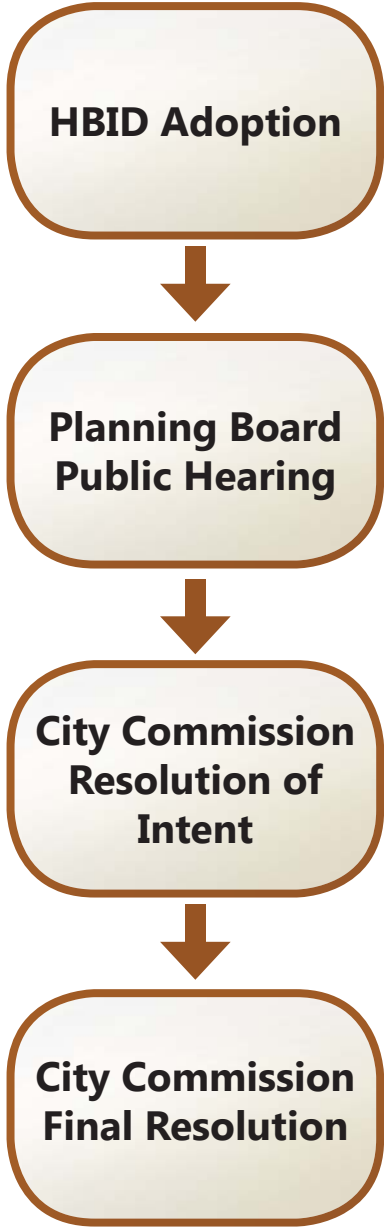 HBID Adoption
Planning Board
Public Hearing
City Commission
Resolution of
Intent
City Commission
Final Resolution